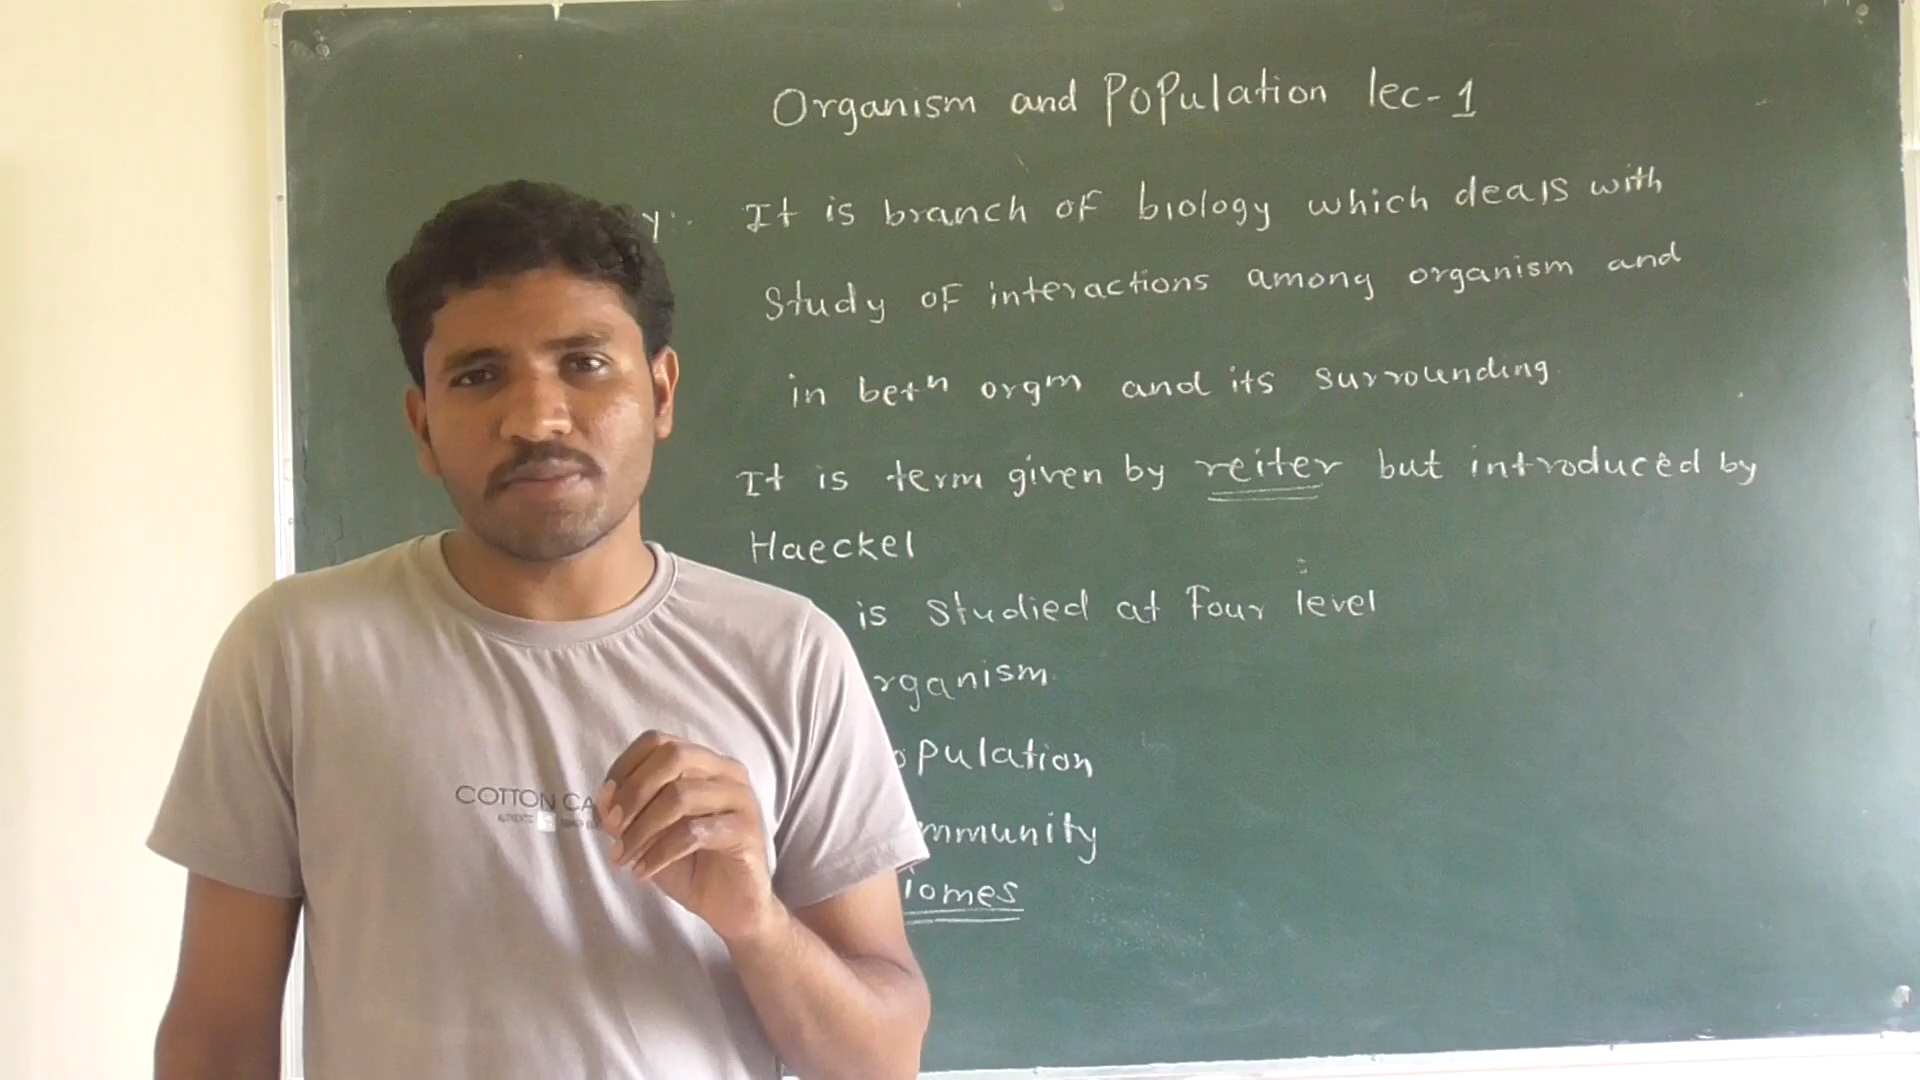 Organism and Population lec-1
y:- It is branch of biology which deals with
Study of interactions among organism and
in betn orgm and its surrounding.
It is term given by reiter but introduced by
Haeckel
is studied at Four level
rganism
opulation
mmunity
iomes
COTTON CA